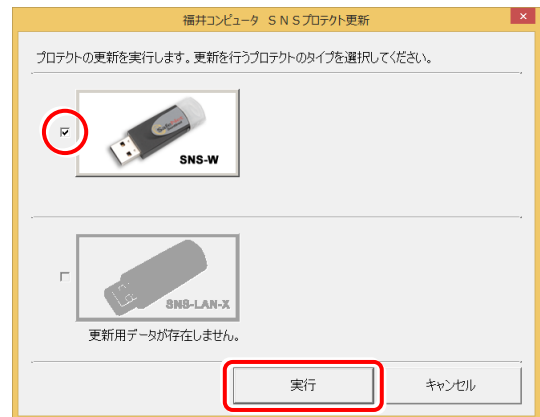 福井コンピュータ SNSプロテクト更新
プロテクトの更新を実行します。更新を行うプロテクトのタイプを選択してください。
SNS-W
SNS-LAN-X
更新用データが存在しません。
実行
キャンセル